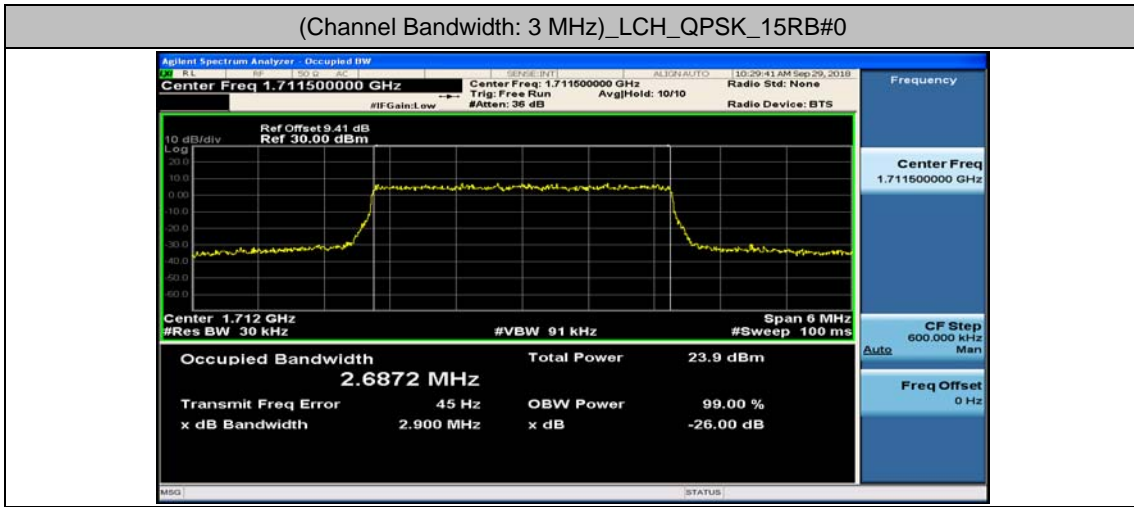 (Channel Bandwidth: 3 MHz)_LCH_QPSK_15RB#0
Agilent Spectrum Analyzer - Occupied BW
LXI RL RF 50 Ω AC SENSE:INT ALIGN AUTO 10:29:41 AM Sep 29, 2018
Center Freq 1.711500000 GHz Center Freq: 1.711500000 GHz Radio Std: None Frequency
Trig: Free Run Avg|Hold: 10/10
#IFGain:Low #Atten: 36 dB Radio Device: BTS
Ref Offset 9.41 dB
10 dB/div Ref 30.00 dBm
Log
20.0
10.0
0.00
-10.0
-20.0
-30.0
-40.0
-50.0
-60.0
Center Freq
1.711500000 GHz
Center 1.712 GHz Span 6 MHz
#Res BW 30 kHz #VBW 91 kHz #Sweep 100 ms
CF Step
600.000 kHz
Auto Man
Occupied Bandwidth Total Power 23.9 dBm
2.6872 MHz
Freq Offset
0 Hz
Transmit Freq Error 45 Hz OBW Power 99.00 %
x dB Bandwidth 2.900 MHz x dB -26.00 dB
MSG STATUS